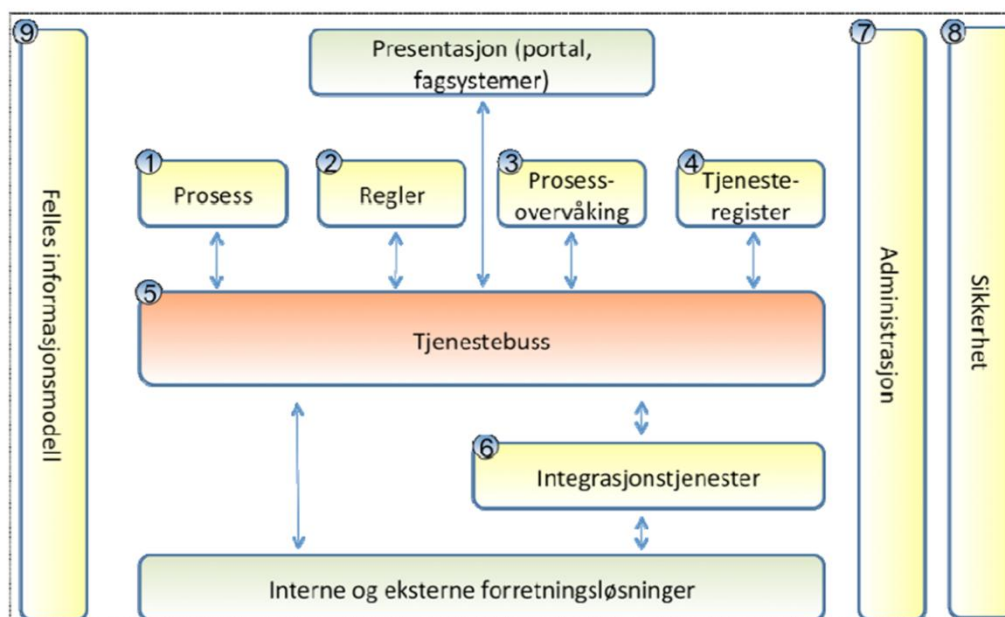 9
Felles informasjonsmodell
Presentasjon (portal,
fagsystemer)
7
Administrasjon
8
Sikkerhet
1
Prosess
2
Regler
3
Prosess-
overvåking
4
Tjeneste-
register
5
Tjenestebuss
6
Integrasjonstjenester
Interne og eksterne forretningsløsninger